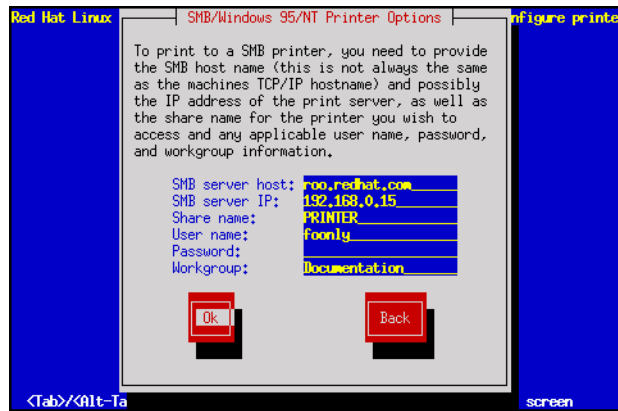 Red Hat Linux
SMB/Windows 95/NT Printer Options
nfigure printe
To print to a SMB printer, you need to provide
the SMB host name (this is not always the same
as the machines TCP/IP hostname) and possibly
the IP address of the print server, as well as
the share name for the printer you wish to
access and any applicable user name, password,
and workgroup information.
SMB server host: roo.redhat.com
SMB server IP: 192.168.0.15
Share name: PRINTER
User name: foonly
Password:
Workgroup: Documentation
Ok Back
<Tab>/<Alt-Ta screen